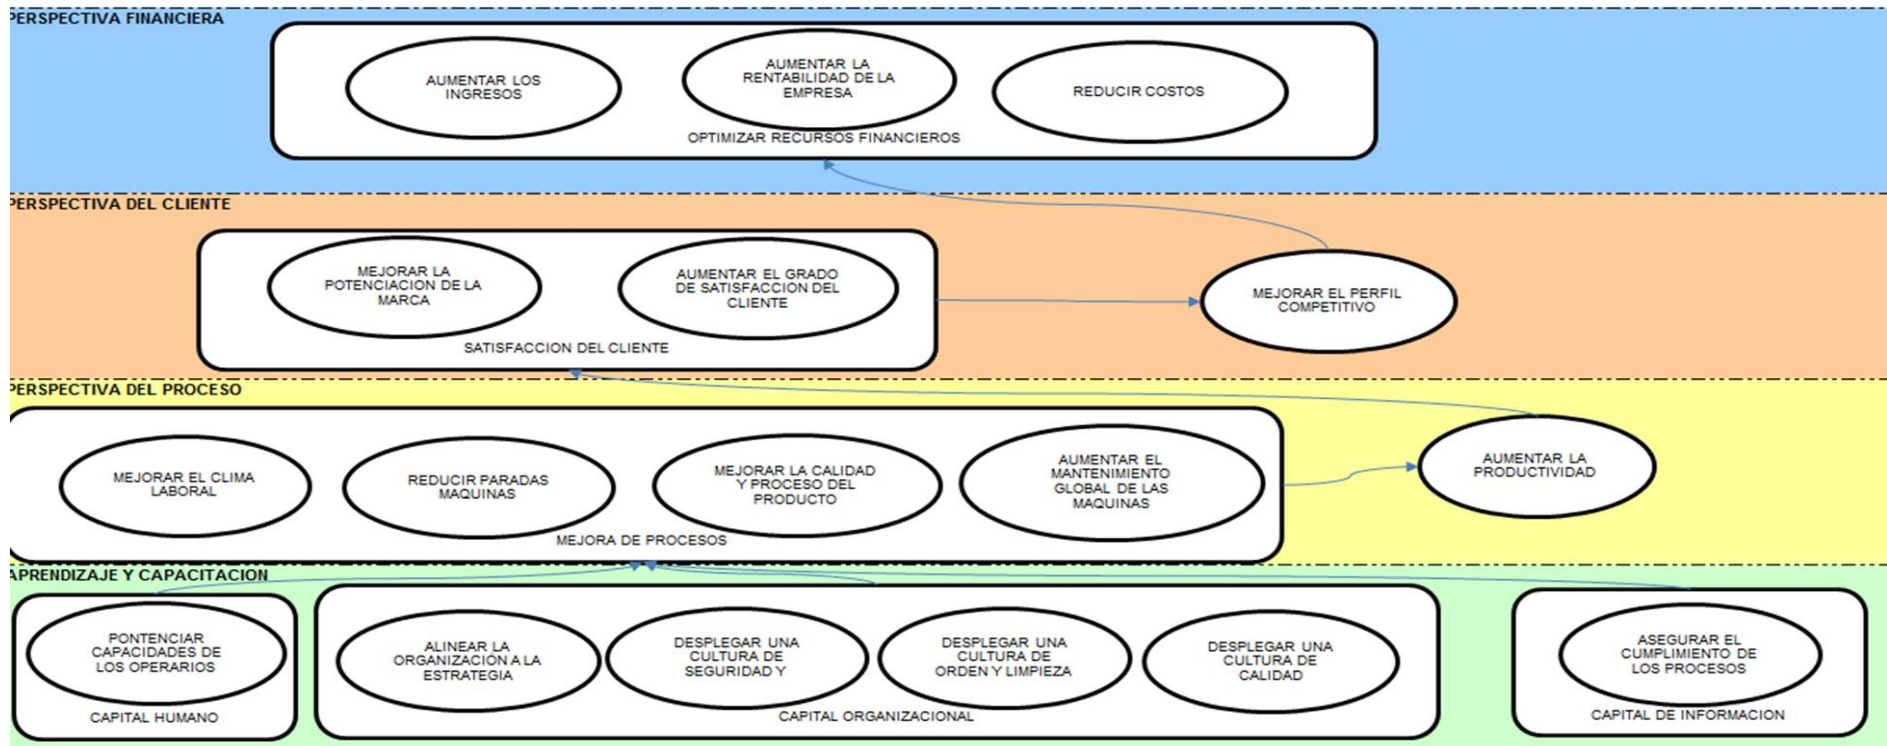 PERSPECTIVA FINANCIERA
AUMENTAR LOS
INGRESOS
AUMENTAR LA
RENTABILIDAD DE LA
EMPRESA
REDUCIR COSTOS
OPTIMIZAR RECURSOS FINANCIEROS
PERSPECTIVA DEL CLIENTE
MEJORAR LA
POTENCIACION DE LA
MARCA
AUMENTAR EL GRADO
DE SATISFACCION DEL
CLIENTE
SATISFACCION DEL CLIENTE
MEJORAR EL PERFIL
COMPETITIVO
PERSPECTIVA DEL PROCESO
MEJORAR EL CLIMA
LABORAL
REDUCIR PARADAS
MAQUINAS
MEJORAR LA CALIDAD
Y PROCESO DEL
PRODUCTO
AUMENTAR EL
MANTENIMIENTO
GLOBAL DE LAS
MAQUINAS
MEJORA DE PROCESOS
AUMENTAR LA
PRODUCTIVIDAD
APRENDIZAJE Y CAPACITACION
PONTENCIAR
CAPACIDADES DE
LOS OPERARIOS
CAPITAL HUMANO
ALINEAR LA
ORGANIZACIÓN A LA
ESTRATEGIA
DESPLEGAR UNA
CULTURA DE
SEGURIDAD Y
DESPLEGAR UNA
CULTURA DE
ORDEN Y LIMPIEZA
DESPLEGAR UNA
CULTURA DE
CALIDAD
CAPITAL ORGANIZACIONAL
ASEGURAR EL
CUMPLIMIENTO DE
LOS PROCESOS
CAPITAL DE INFORMACION